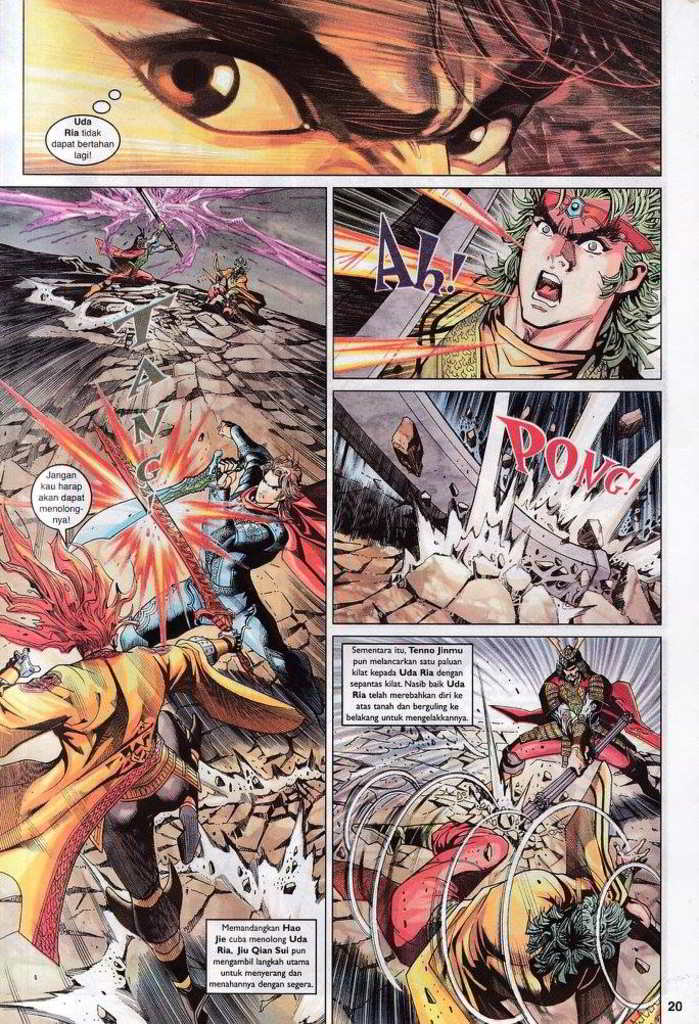 Uda
Ria tidak
dapat bertahan
lagi!
TANG
Jangan
kau harap
akan dapat
menolong-
nya!
Memandangkan Hao
Jie cuba menolong Uda
Ria, Jiu Qian Sui pun
mengambil langkah utama
untuk menyerang dan
menahannya dengan segera.
Ah!
PONG!
Sementara itu, Tenno Jinmu
pun melancarkan satu paluan
kilat kepada Uda Ria dengan
sepantas kilat. Nasib baik Uda
Ria telah merebahkan diri ke
atas tanah dan berguling ke
belakang untuk mengelakkannya.
20